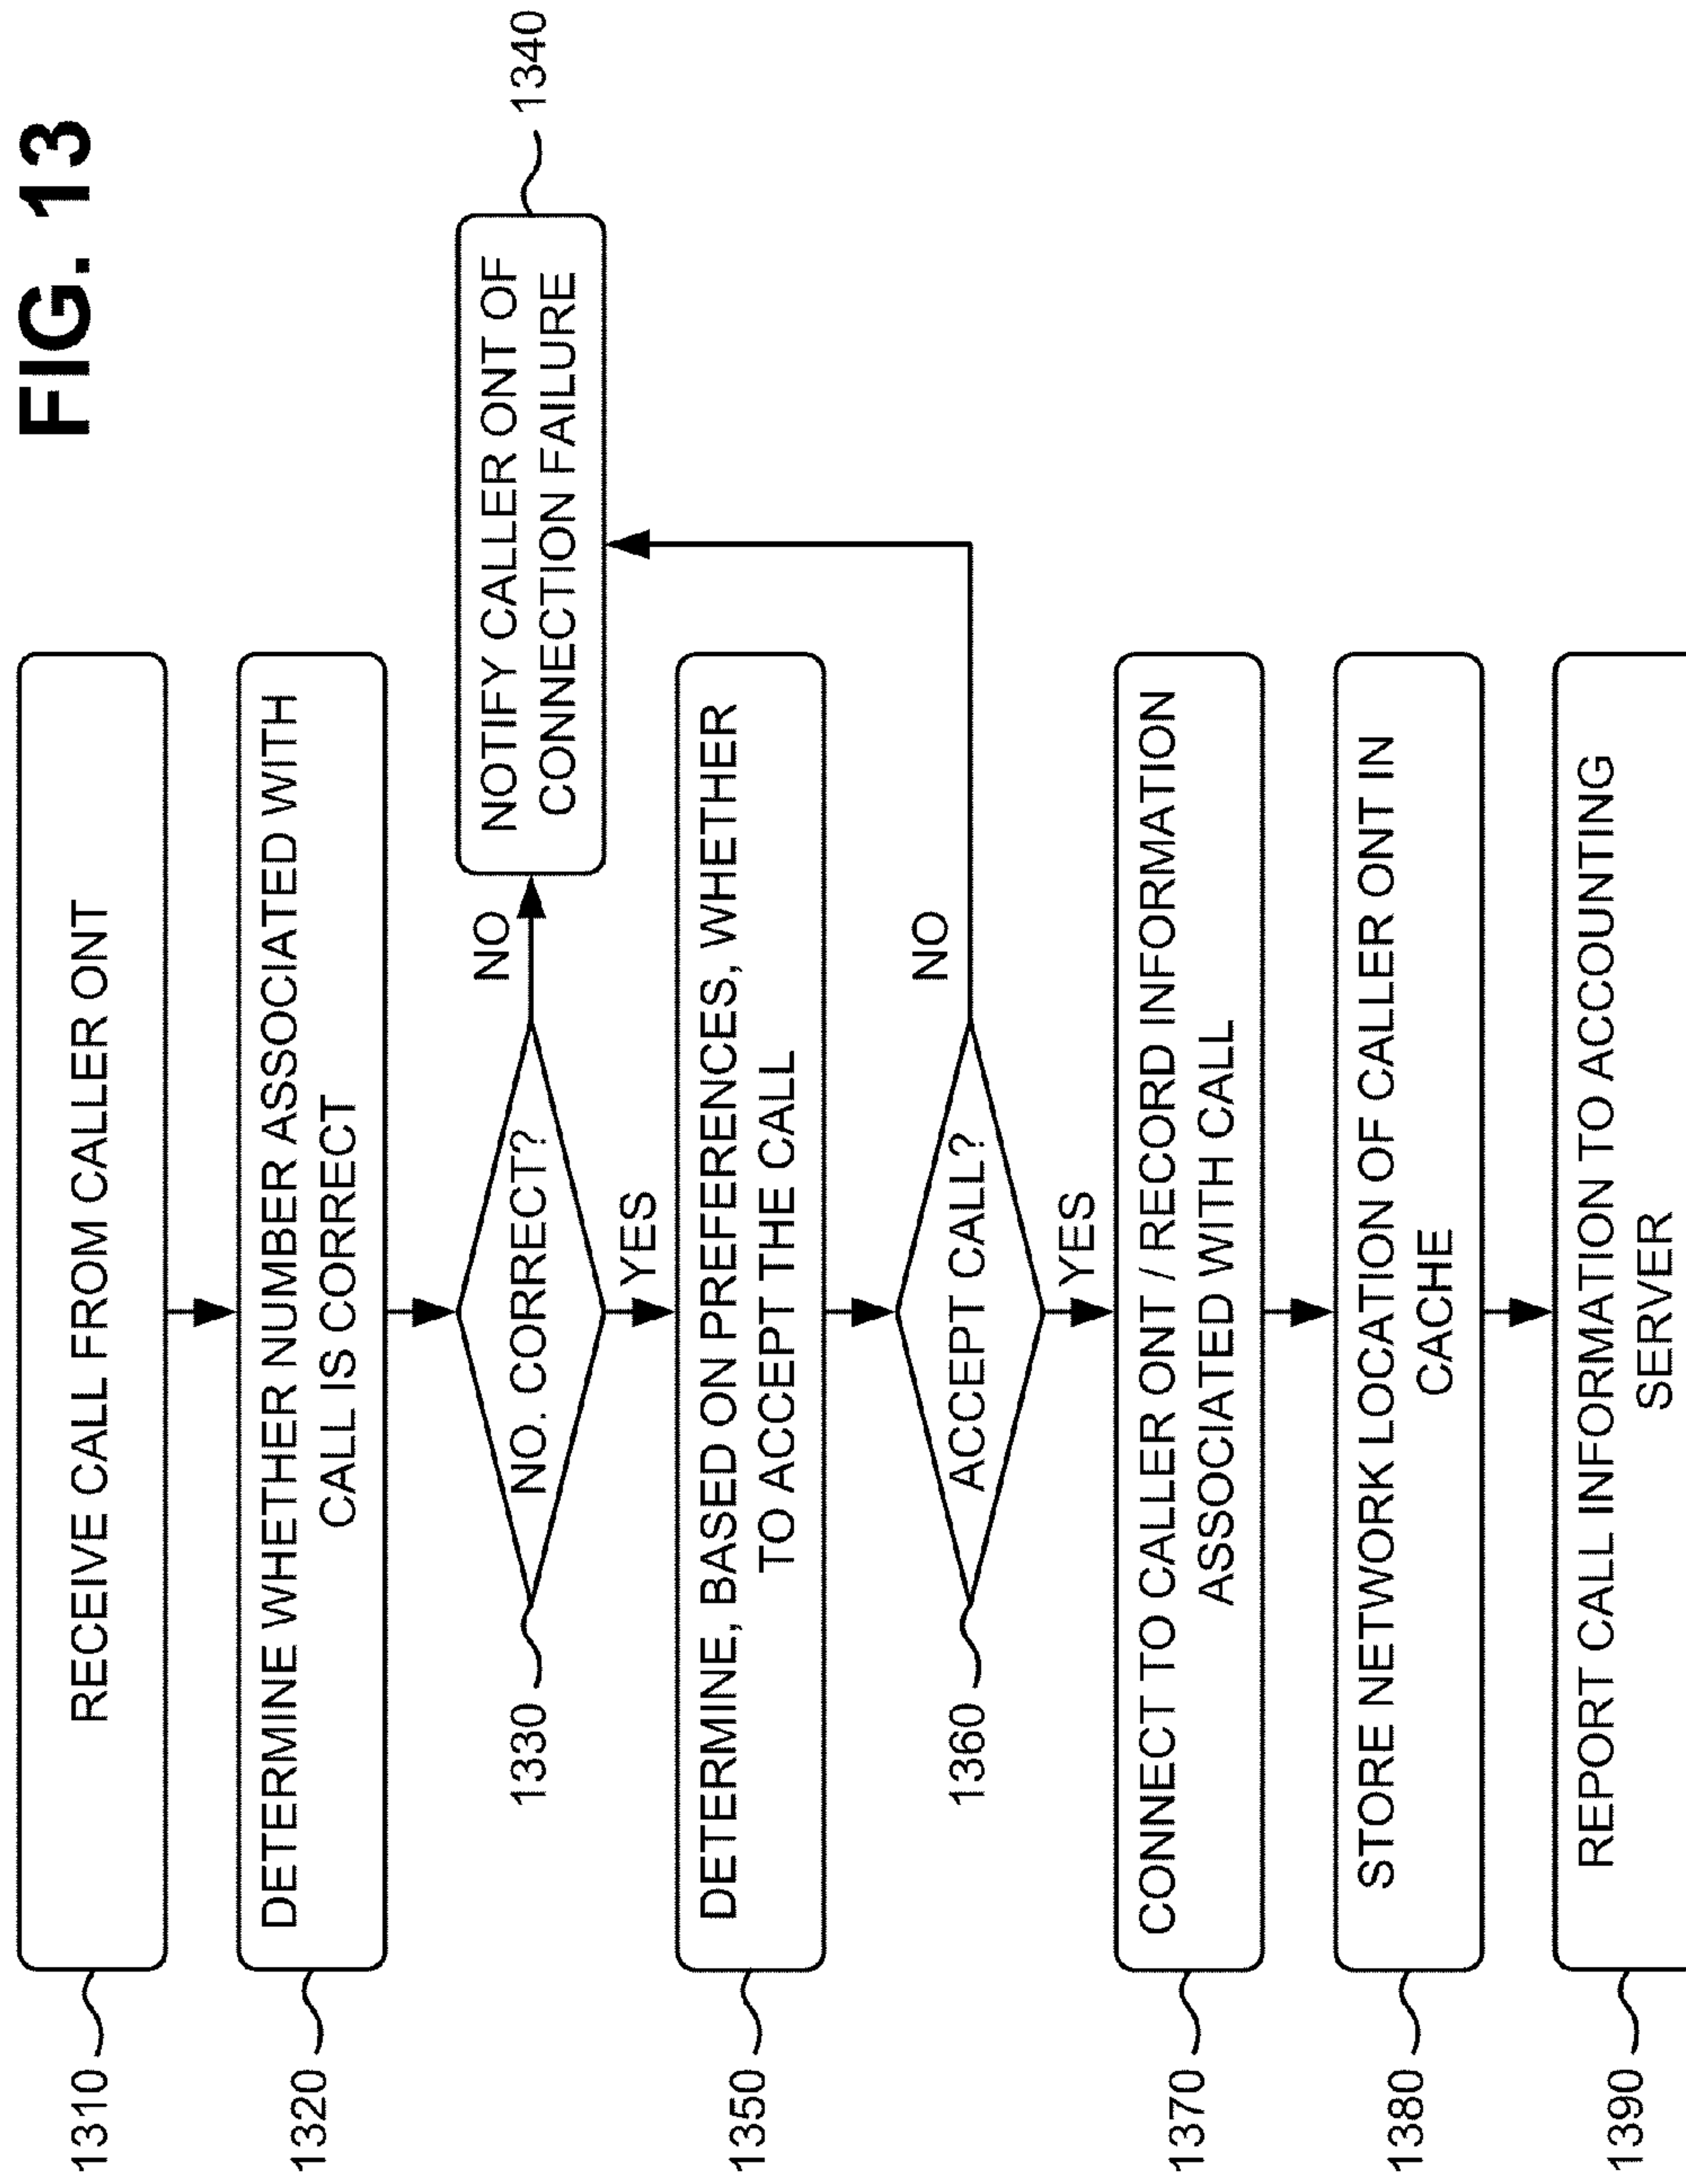 FIG. 13
1310
RECEIVE CALL FROM CALLER ONT
1320
DETERMINE WHETHER NUMBER ASSOCIATED WITH
CALL IS CORRECT
1330
NO. CORRECT?
NO
NOTIFY CALLER ONT OF
CONNECTION FAILURE
1340
YES
1350
DETERMINE, BASED ON PREFERENCES, WHETHER
TO ACCEPT THE CALL
1360
ACCEPT CALL?
NO
YES
1370
CONNECT TO CALLER ONT / RECORD INFORMATION
ASSOCIATED WITH CALL
1380
STORE NETWORK LOCATION OF CALLER ONT IN
CACHE
1390
REPORT CALL INFORMATION TO ACCOUNTING
SERVER